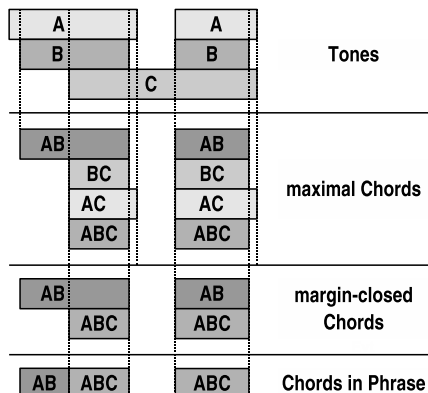 A A
B B Tones
C
AB AB
BC BC
maximal Chords
AC AC
ABC ABC
AB AB margin-closed
ABC ABC Chords
AB ABC ABC Chords in Phrase